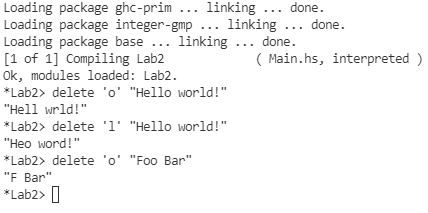 Loading package ghc-prim ... linking ... done.
Loading package integer-gmp ... linking ... done.
Loading package base ... linking ... done.
[1 of 1] Compiling Lab2             ( Main.hs, interpreted )
Ok, modules loaded: Lab2.
*Lab2> delete 'o' "Hello world!"
"Hell wrld!"
*Lab2> delete 'l' "Hello world!"
"Heo word!"
*Lab2> delete 'o' "Foo Bar"
"F Bar"
*Lab2>